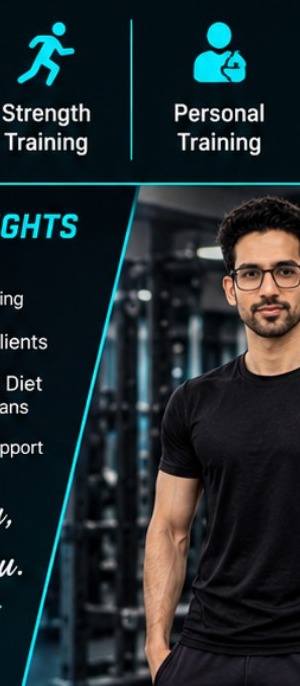 Strength
Training
Personal
Training
GHTS
ing
lients
Diet
ans
pport
u.